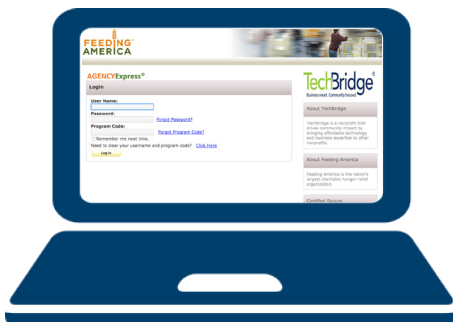 FEEDING
AMERICA
AGENCYExpress®
Login
User Name:
Password:
Forgot Password?
Program Code:
Forgot Program Code?
Remember me next time.
Need to clear your username and program code? Click Here
Log In
TechBridge®
Business smart. Community focused.
About TechBridge
TechBridge is a nonprofit that
drives community impact by
bringing affordable technology
and business expertise to other
nonprofits.
About Feeding America
Feeding America is the nation's
largest charitable hunger-relief
organization.
Certified Secure